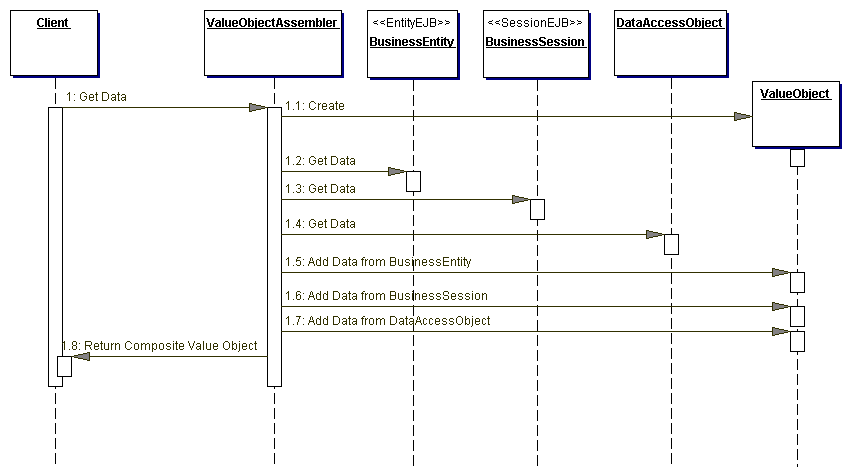 Client
ValueObjectAssembler
<<EntityEJB>>
BusinessEntity
<<SessionEJB>>
BusinessSession
DataAccessObject
ValueObject
1: Get Data
1.1: Create
1.2: Get Data
1.3: Get Data
1.4: Get Data
1.5: Add Data from BusinessEntity
1.6: Add Data from BusinessSession
1.7: Add Data from DataAccessObject
1.8: Return Composite Value Object